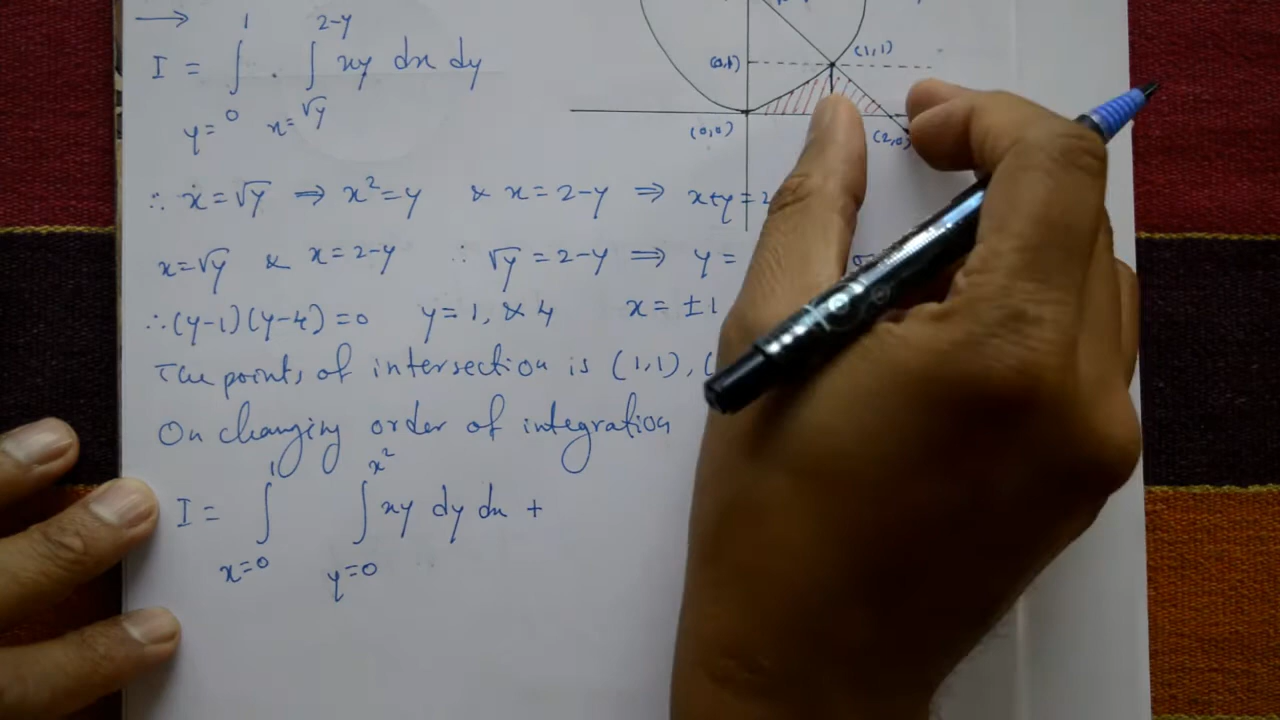 →
1 2-y
I = ∫ . ∫ xy dx dy
y= 0 x= √y
(0,1) (1,1)
(0,0) (2,0)
∴ x=√y ⇒ x²=y & x=2-y ⇒ x+y=2
x=√y & x=2-y ∴ √y=2-y ⇒ y=
∴(y-1)(y-4)=0 y=1, & 4 x= ±1
The points of intersection is (1,1), (
On changing order of integration
1 x²
I = ∫ ∫ xy dy dx +
x=0 y=0